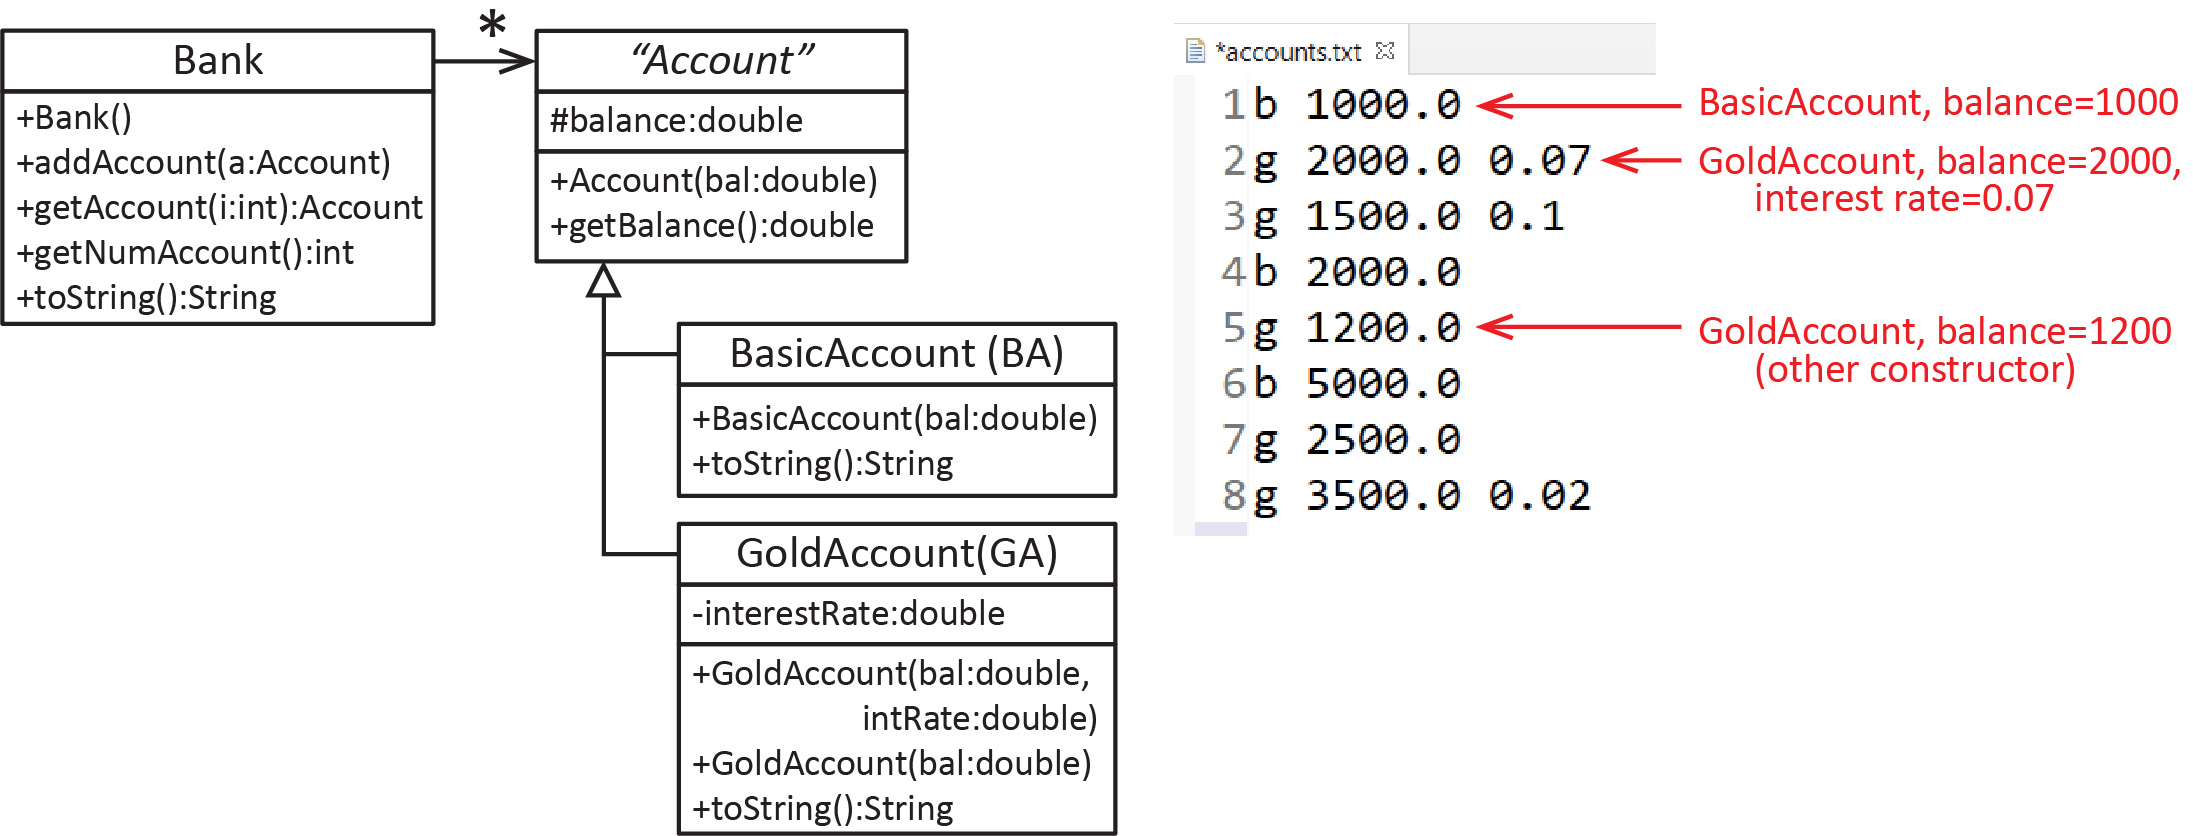 Bank
+Bank()
+addAccount(a:Account)
+getAccount(i:int):Account
+getNumAccount():int
+toString():String
*
“Account”
#balance:double
+Account(bal:double)
+getBalance():double
BasicAccount (BA)
+BasicAccount(bal:double)
+toString():String
GoldAccount(GA)
-interestRate:double
+GoldAccount(bal:double,
intRate:double)
+GoldAccount(bal:double)
+toString():String
*accounts.txt
1 b 1000.0
2 g 2000.0 0.07
3 g 1500.0 0.1
4 b 2000.0
5 g 1200.0
6 b 5000.0
7 g 2500.0
8 g 3500.0 0.02
BasicAccount, balance=1000
GoldAccount, balance=2000,
interest rate=0.07
GoldAccount, balance=1200
(other constructor)